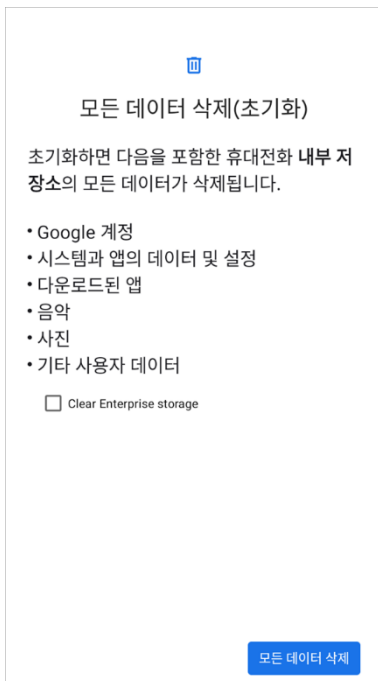 모든 데이터 삭제(초기화)
초기화하면 다음을 포함한 휴대전화 내부 저
장소의 모든 데이터가 삭제됩니다.
• Google 계정
• 시스템과 앱의 데이터 및 설정
• 다운로드된 앱
• 음악
• 사진
• 기타 사용자 데이터
Clear Enterprise storage
모든 데이터 삭제